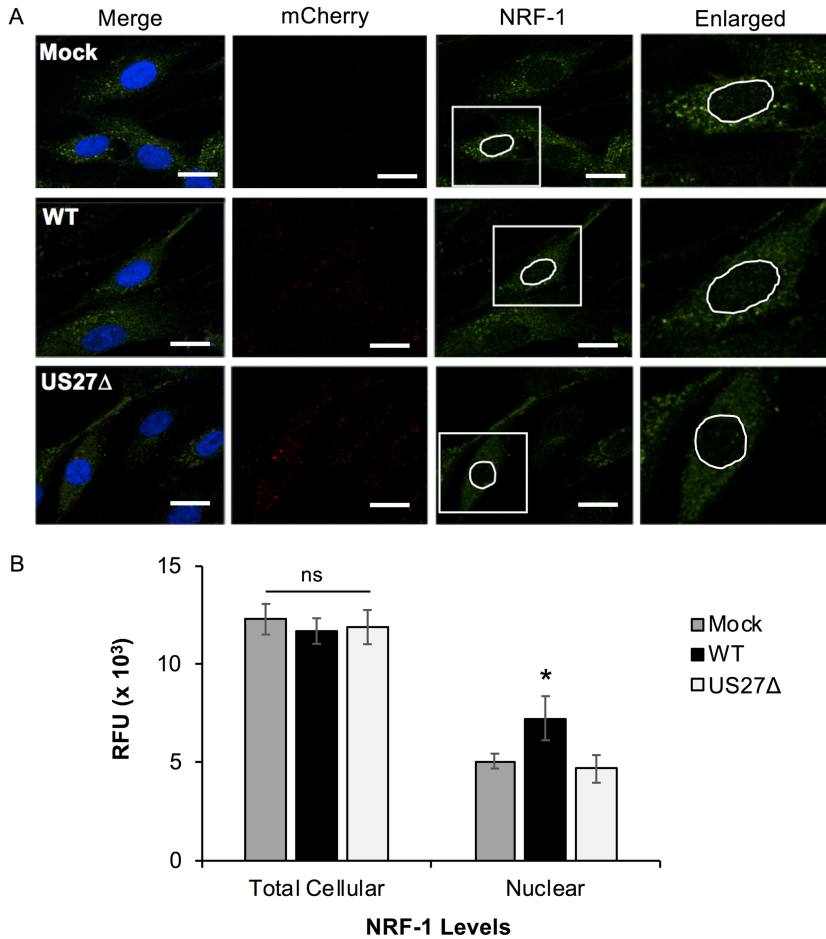 A
Merge mCherry NRF-1 Enlarged
Mock
WT
US27Δ
B
15
ns
10
5
0
RFU (x 10³)
*
Mock
WT
US27Δ
Total Cellular Nuclear
NRF-1 Levels